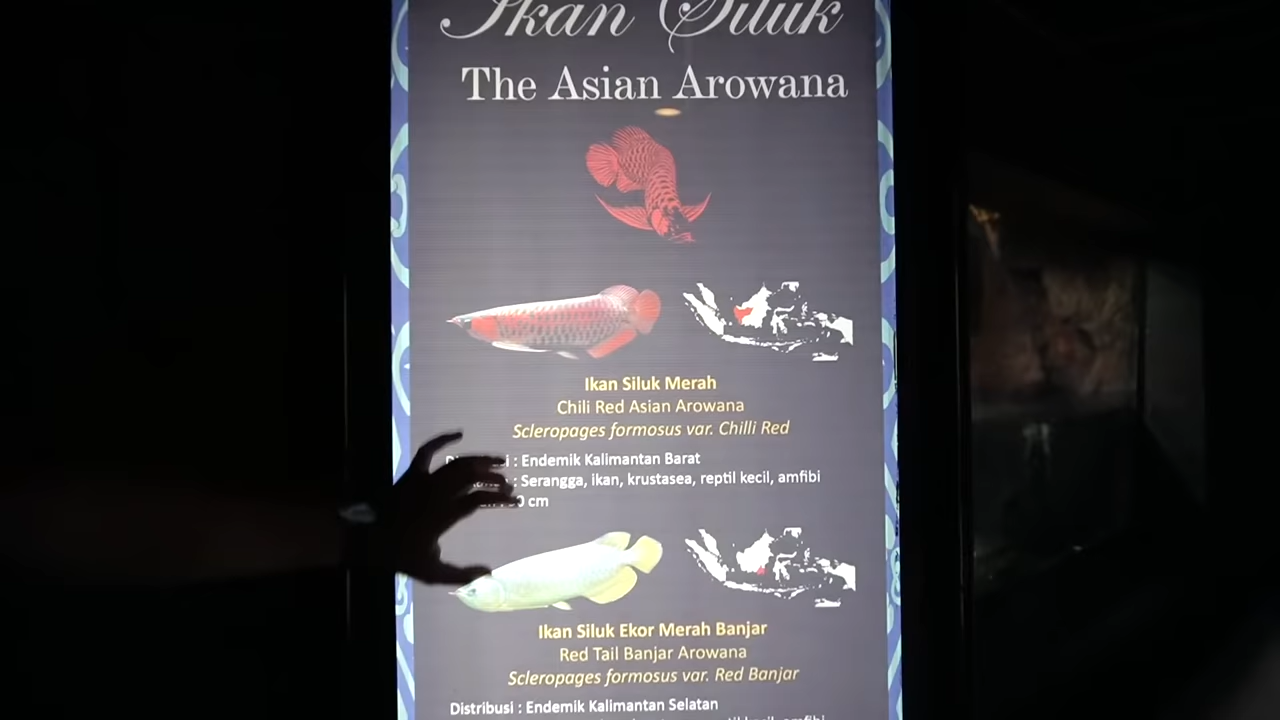 Ikan Siluk
The Asian Arowana
Ikan Siluk Merah
Chili Red Asian Arowana
Scleropages formosus var. Chilli Red
: Endemik Kalimantan Barat
: Serangga, ikan, krustasea, reptil kecil, amfibi
cm
Ikan Siluk Ekor Merah Banjar
Red Tail Banjar Arowana
Scleropages formosus var. Red Banjar
Distribusi : Endemik Kalimantan Selatan